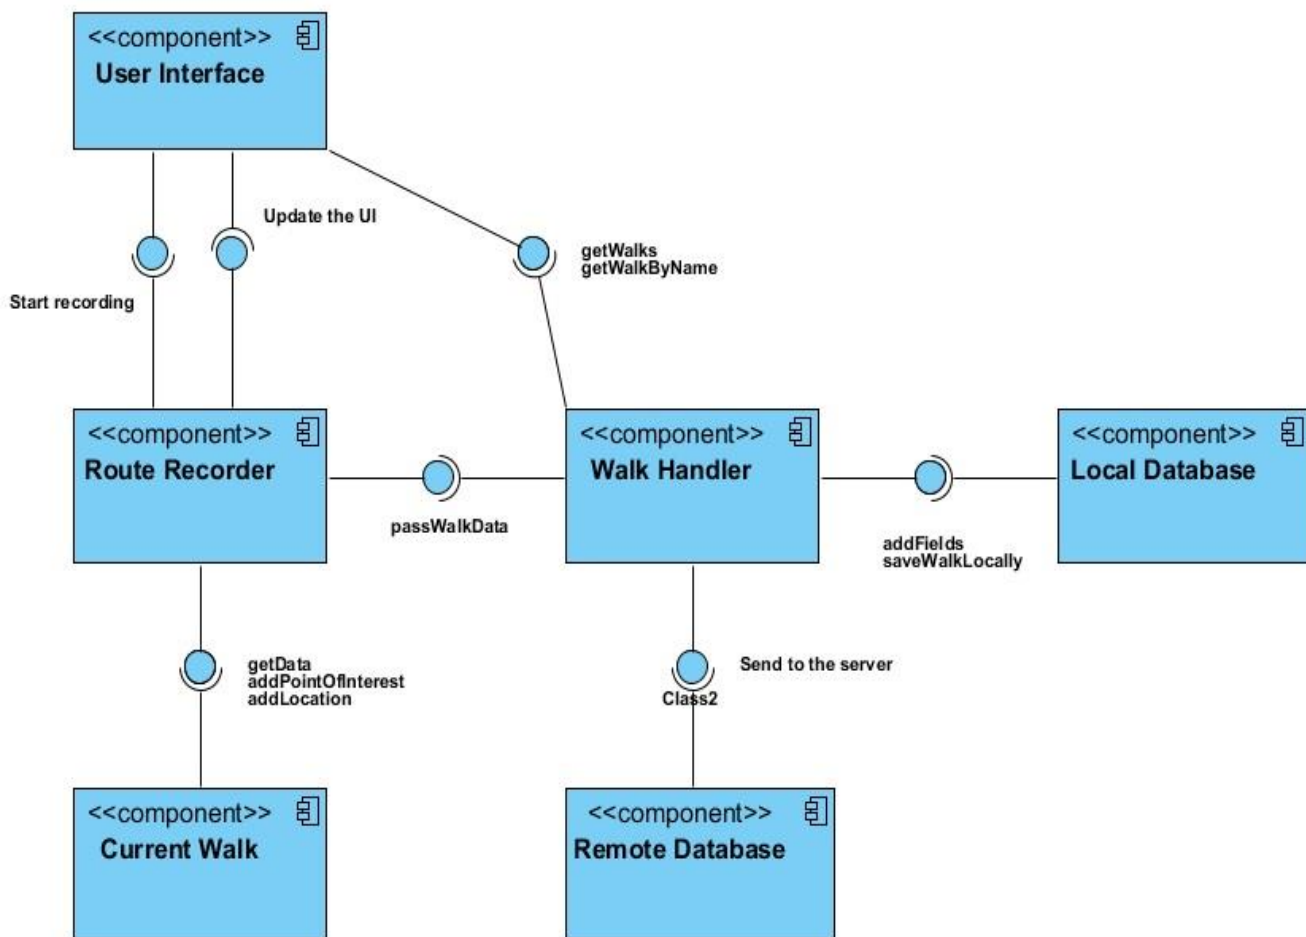 <<component>>
User Interface
Update the UI
getWalks
getWalkByName
Start recording
<<component>>
Route Recorder
<<component>>
Walk Handler
<<component>>
Local Database
passWalkData
addFields
saveWalkLocally
getData
addPointOfInterest
addLocation
Send to the server
Class2
<<component>>
Current Walk
<<component>>
Remote Database